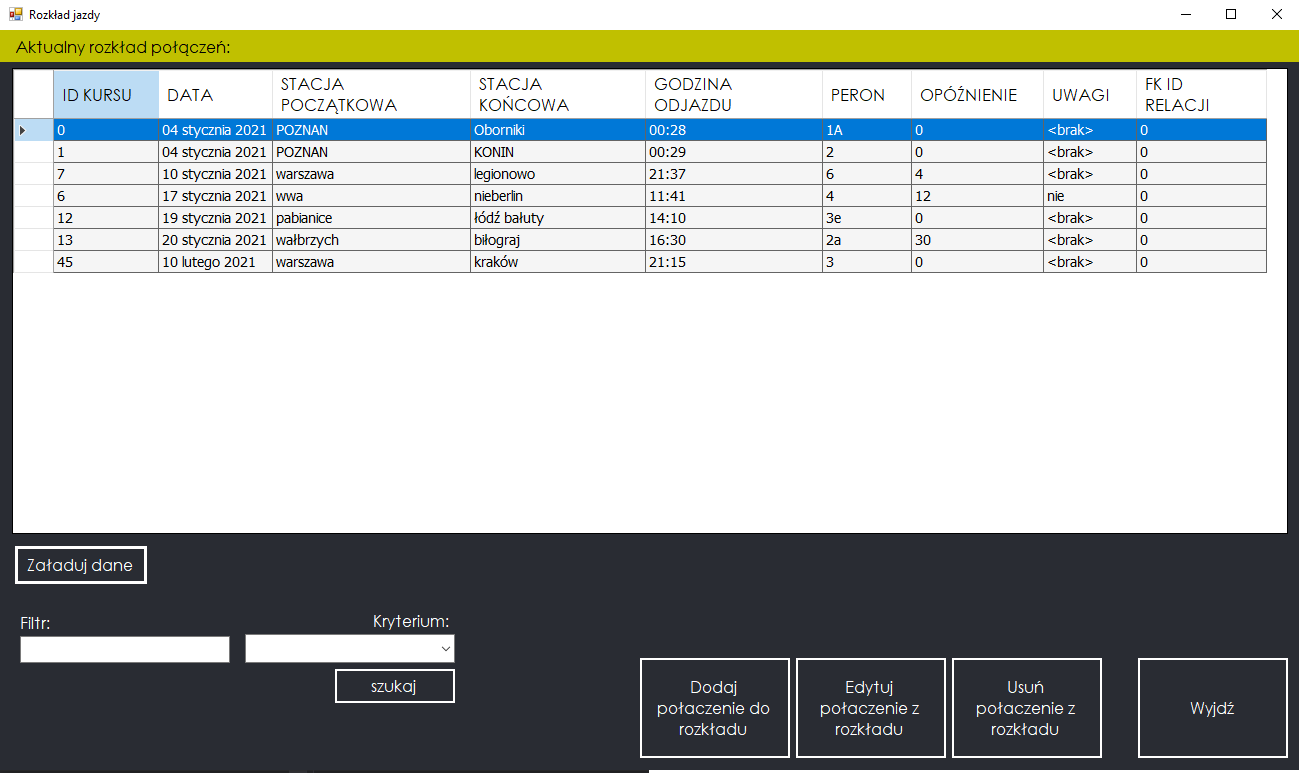 Rozkład jazdy
Aktualny rozkład połączeń:
ID KURSU DATA STACJA POCZĄTKOWA STACJA KOŃCOWA GODZINA ODJAZDU PERON OPÓŹNIENIE UWAGI FK ID RELACJI
0 04 stycznia 2021 POZNAN Oborniki 00:28 1A 0 <brak> 0
1 04 stycznia 2021 POZNAN KONIN 00:29 2 0 <brak> 0
7 10 stycznia 2021 warszawa legionowo 21:37 6 4 <brak> 0
6 17 stycznia 2021 wwa nieberlin 11:41 4 12 nie 0
12 19 stycznia 2021 pabianice łódź bałuty 14:10 3e 0 <brak> 0
13 20 stycznia 2021 wałbrzych biłograj 16:30 2a 30 <brak> 0
45 10 lutego 2021 warszawa kraków 21:15 3 0 <brak> 0
Załaduj dane
Filtr:
Kryterium:
szukaj
Dodaj
połaczenie do
rozkładu
Edytuj
połaczenie z
rozkładu
Usuń
połaczenie z
rozkładu
Wyjdź